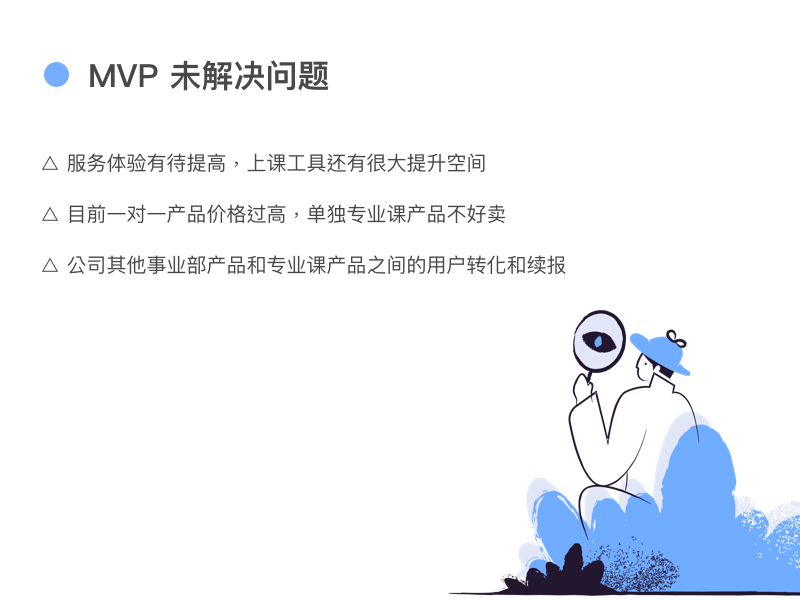 MVP 未解决问题
△ 服务体验有待提高，上课工具还有很大提升空间
△ 目前一对一产品价格过高，单独专业课产品不好卖
△ 公司其他事业部产品和专业课产品之间的用户转化和续报